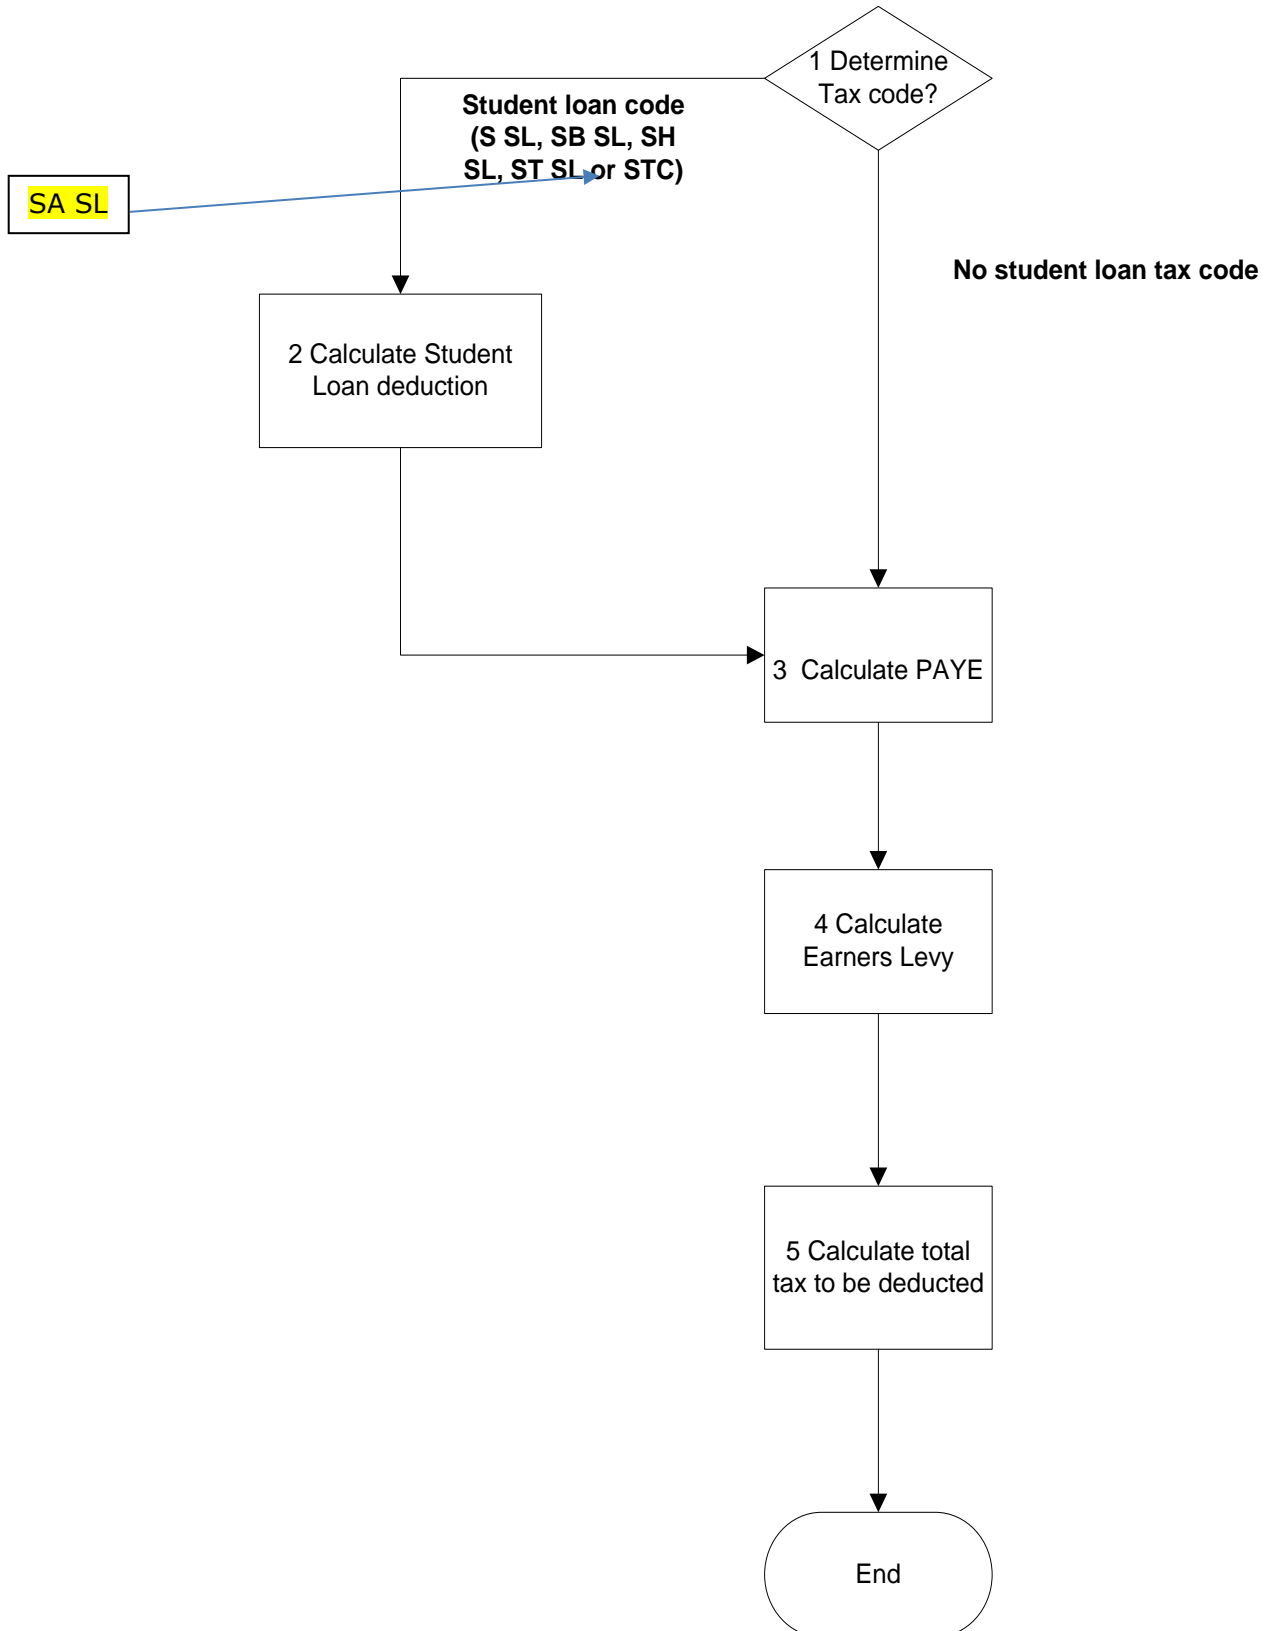 1 Determine
Tax code?
Student loan code
(S SL, SB SL, SH
SL, ST SL or STC)
SA SL
No student loan tax code
2 Calculate Student
Loan deduction
3  Calculate PAYE
4 Calculate
Earners Levy
5 Calculate total
tax to be deducted
End